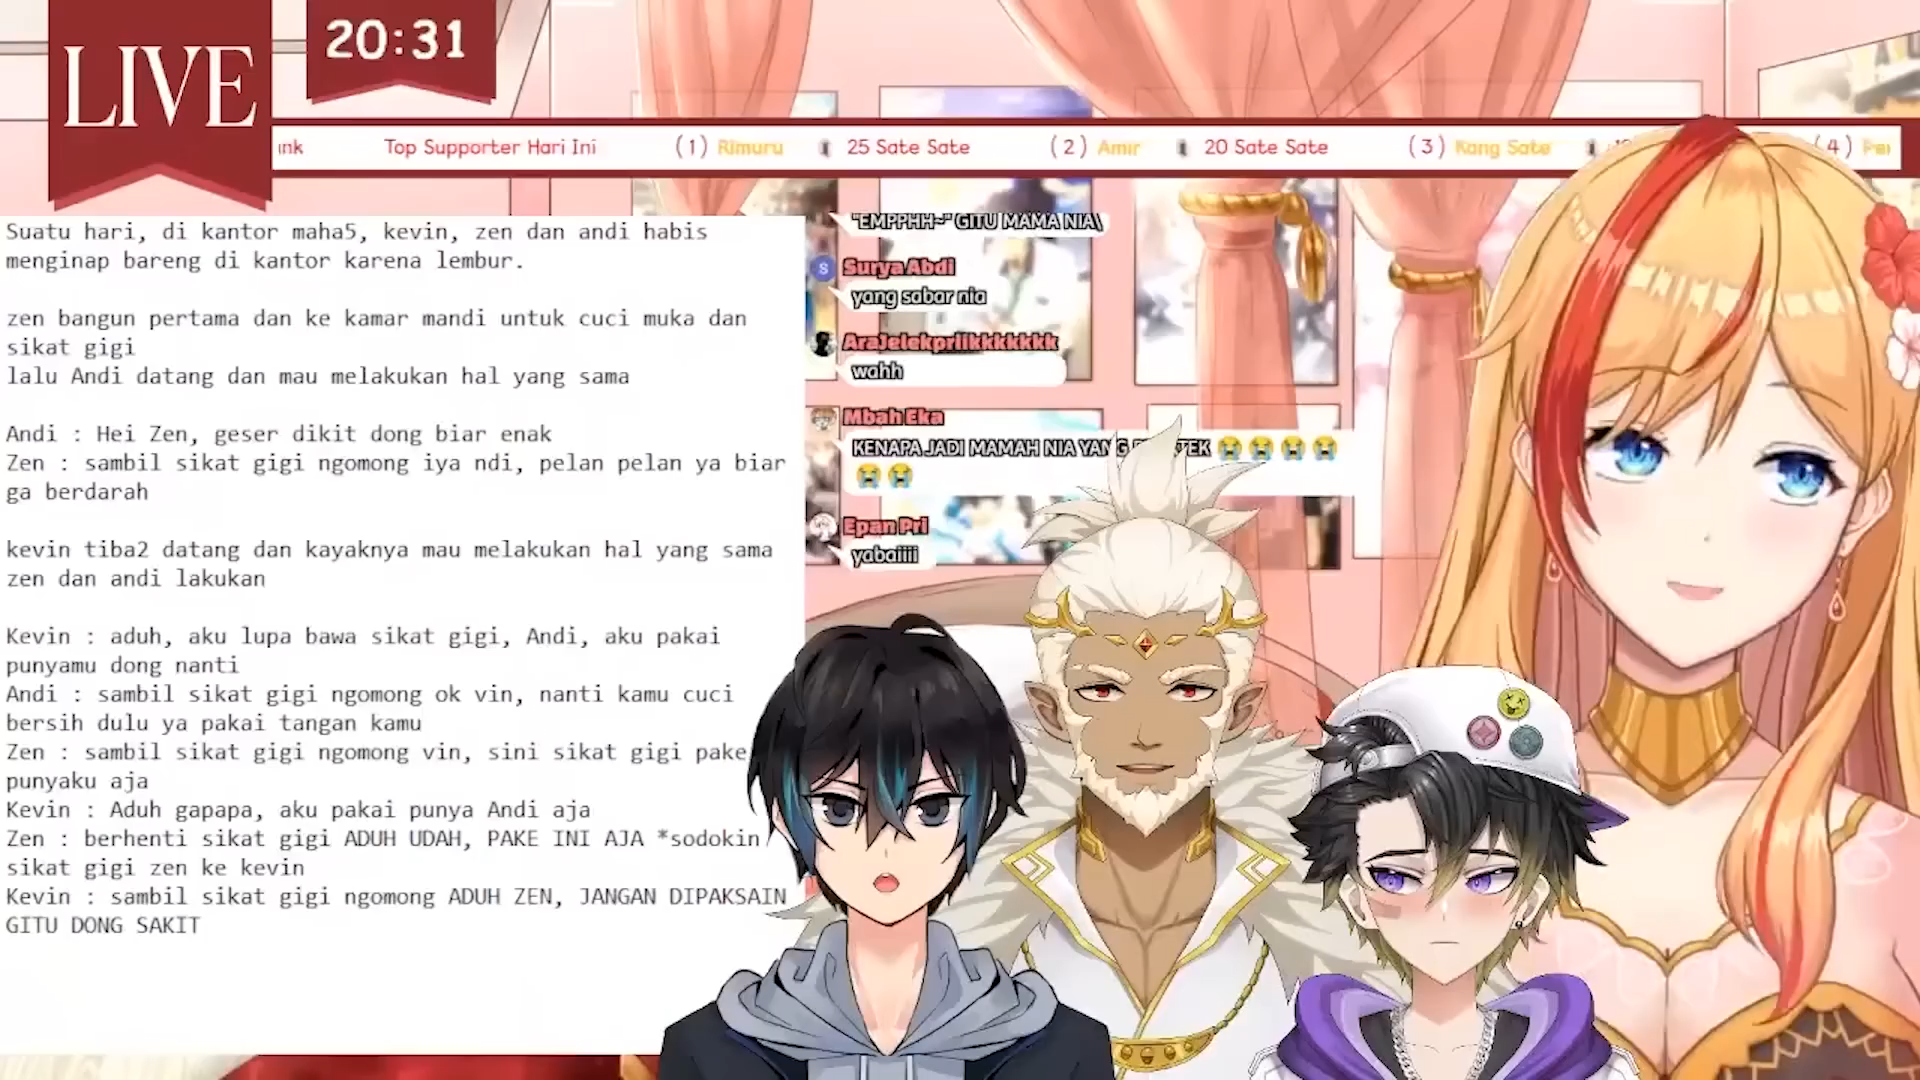 LIVE
20:31
ınk Top Supporter Hari Ini (1) Rimuru 25 Sate Sate (2) Amir 20 Sate Sate (3) Kang Sate (4)
Suatu hari, di kantor maha5, kevin, zen dan andi habis
menginap bareng di kantor karena lembur.
zen bangun pertama dan ke kamar mandi untuk cuci muka dan
sikat gigi
lalu Andi datang dan mau melakukan hal yang sama
Andi : Hei Zen, geser dikit dong biar enak
Zen : sambil sikat gigi ngomong iya ndi, pelan pelan ya biar
ga berdarah
kevin tiba2 datang dan kayaknya mau melakukan hal yang sama
zen dan andi lakukan
Kevin : aduh, aku lupa bawa sikat gigi, Andi, aku pakai
punyamu dong nanti
Andi : sambil sikat gigi ngomong ok vin, nanti kamu cuci
bersih dulu ya pakai tangan kamu
Zen : sambil sikat gigi ngomong vin, sini sikat gigi pake
punyaku aja
Kevin : Aduh gapapa, aku pakai punya Andi aja
Zen : berhenti sikat gigi ADUH UDAH, PAKE INI AJA *sodokin
sikat gigi zen ke kevin
Kevin : sambil sikat gigi ngomong ADUH ZEN, JANGAN DIPAKSAIN
GITU DONG SAKIT
"EMPPHH~" GITU MAMA NIA\
S Surya Abdi
yang sabar nia
AraJelekpriikkkkkkk
wahh
Mbah Eka
KENAPA JADI MAMAH NIA YANG 😭😭😭😭
😭😭
Epan Pri
yabaiiii